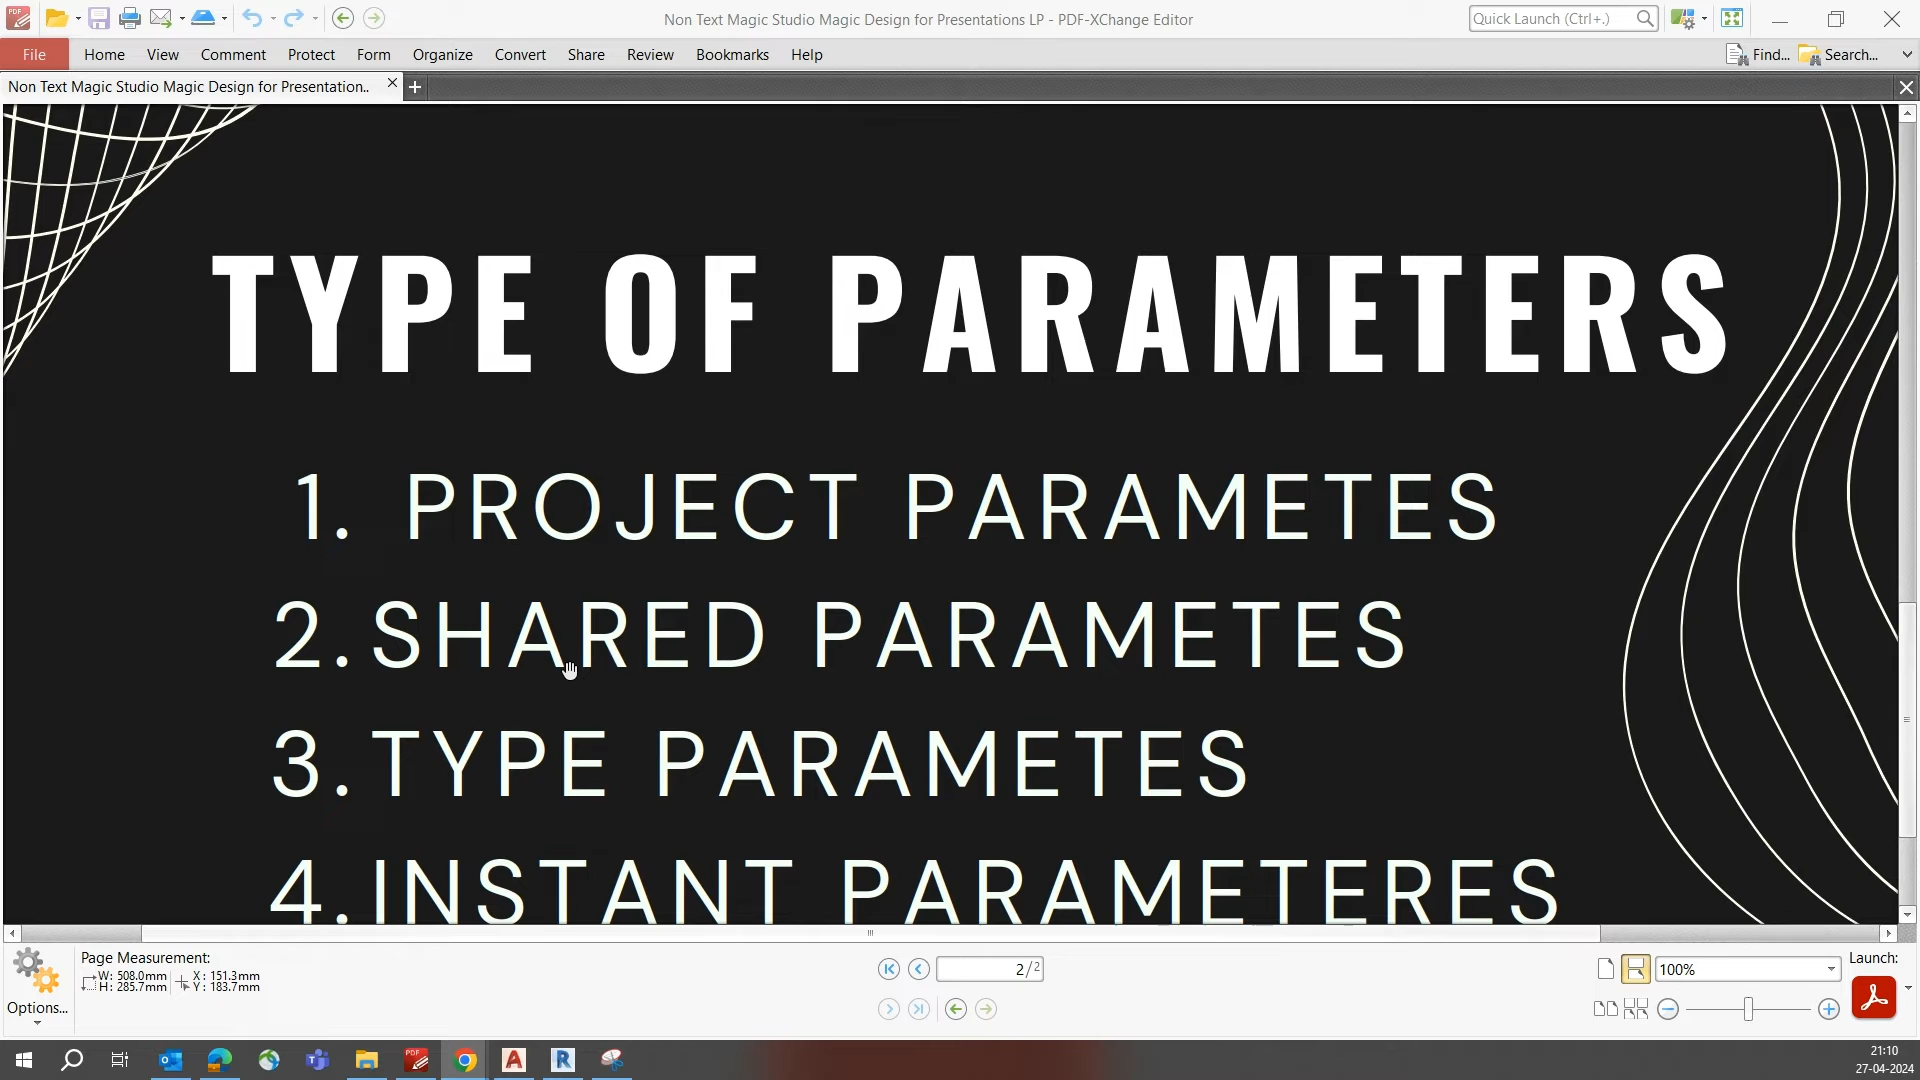 Non Text Magic Studio Magic Design for Presentations LP - PDF-XChange Editor
Quick Launch (Ctrl+.)
File Home View Comment Protect Form Organize Convert Share Review Bookmarks Help
Find... Search...
Non Text Magic Studio Magic Design for Presentation..
TYPE OF PARAMETERS
1. PROJECT PARAMETES
2. SHARED PARAMETES
3. TYPE PARAMETES
4. INSTANT PARAMETERES
Options...
Page Measurement:
W: 508.0mm X: 151.3mm
H: 285.7mm Y: 183.7mm
2/2
100%
Launch:
21:10
27-04-2024